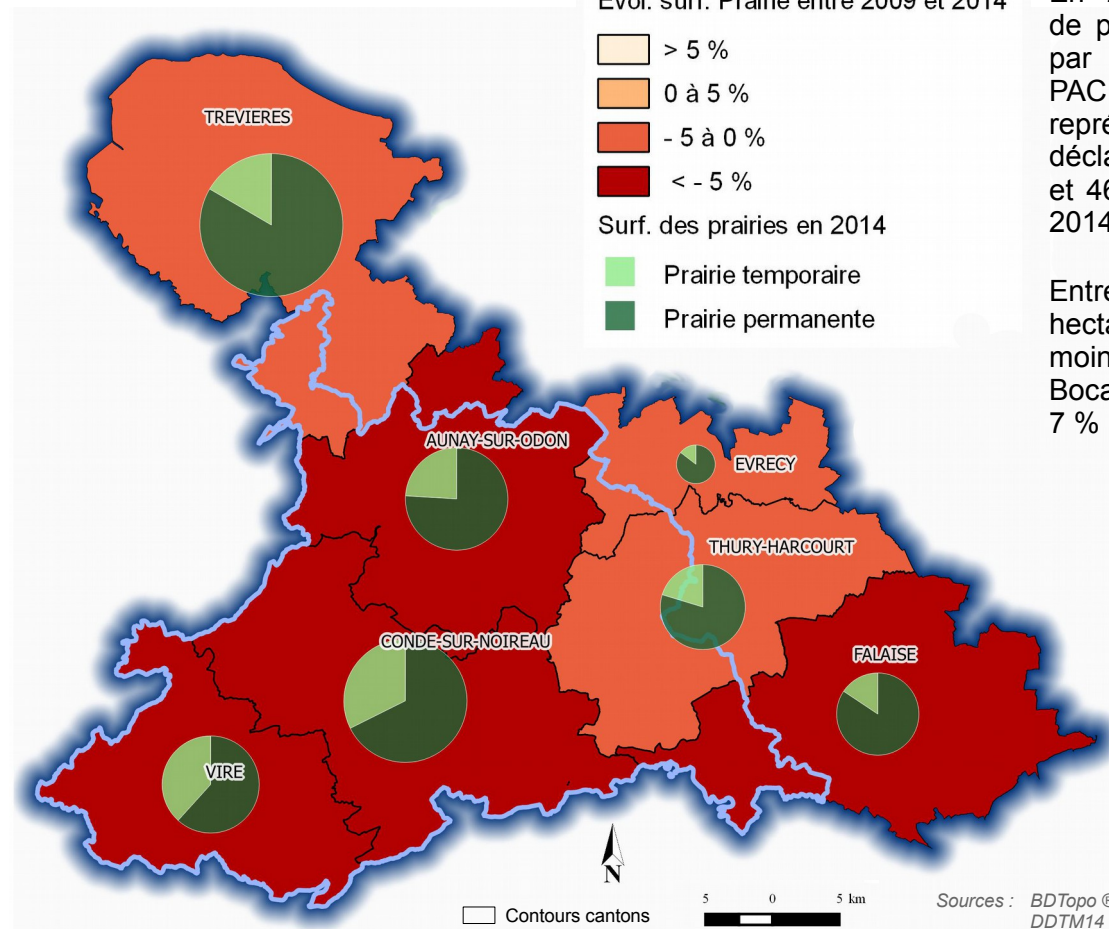 Evol. surf. Prairie entre 2009 et 2014
> 5 %
0 à 5 %
- 5 à 0 %
< - 5 %
Surf. des prairies en 2014
Prairie temporaire
Prairie permanente
TREVIERES
AUNAY-SUR-ODON
EVRECY
THURY-HARCOURT
CONDE-SUR-NOIREAU
FALAISE
VIRE
N
Contours cantons
5 0 5 km
Sources : BDTopo ®
DDTM14
de p
par
PAC
repré
décla
et 46
2014
Entre
hecta
moin
Boca
7 %